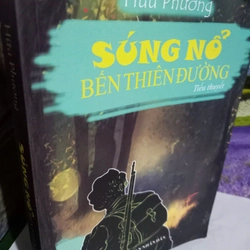 Hữu Phương
SÚNG NỔ
BẾN THIÊN ĐƯỜNG
Tiểu thuyết